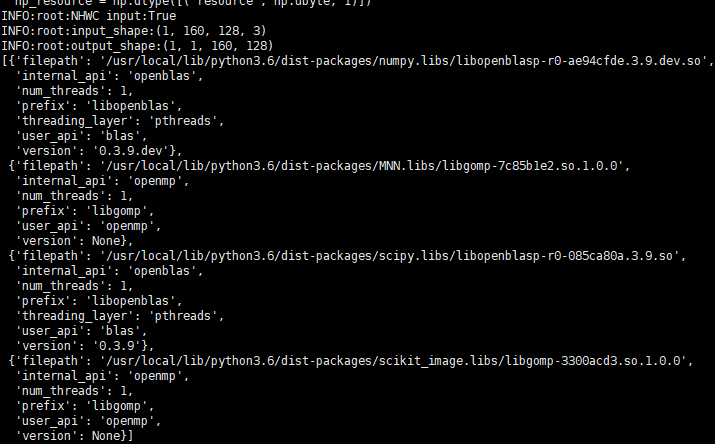 np_resource = np.dtype([("resource", np.ubyte, 1)])
INFO:root:NHWC input:True
INFO:root:input_shape:(1, 160, 128, 3)
INFO:root:output_shape:(1, 1, 160, 128)
[{'filepath': '/usr/local/lib/python3.6/dist-packages/numpy.libs/libopenblasp-r0-ae94cfde.3.9.dev.so',
'internal_api': 'openblas',
'num_threads': 1,
'prefix': 'libopenblas',
'threading_layer': 'pthreads',
'user_api': 'blas',
'version': '0.3.9.dev'},
{'filepath': '/usr/local/lib/python3.6/dist-packages/MNN.libs/libgomp-7c85b1e2.so.1.0.0',
'internal_api': 'openmp',
'num_threads': 1,
'prefix': 'libgomp',
'user_api': 'openmp',
'version': None},
{'filepath': '/usr/local/lib/python3.6/dist-packages/scipy.libs/libopenblasp-r0-085ca80a.3.9.so',
'internal_api': 'openblas',
'num_threads': 1,
'prefix': 'libopenblas',
'threading_layer': 'pthreads',
'user_api': 'blas',
'version': '0.3.9'},
{'filepath': '/usr/local/lib/python3.6/dist-packages/scikit_image.libs/libgomp-3300acd3.so.1.0.0',
'internal_api': 'openmp',
'num_threads': 1,
'prefix': 'libgomp',
'user_api': 'openmp',
'version': None}]